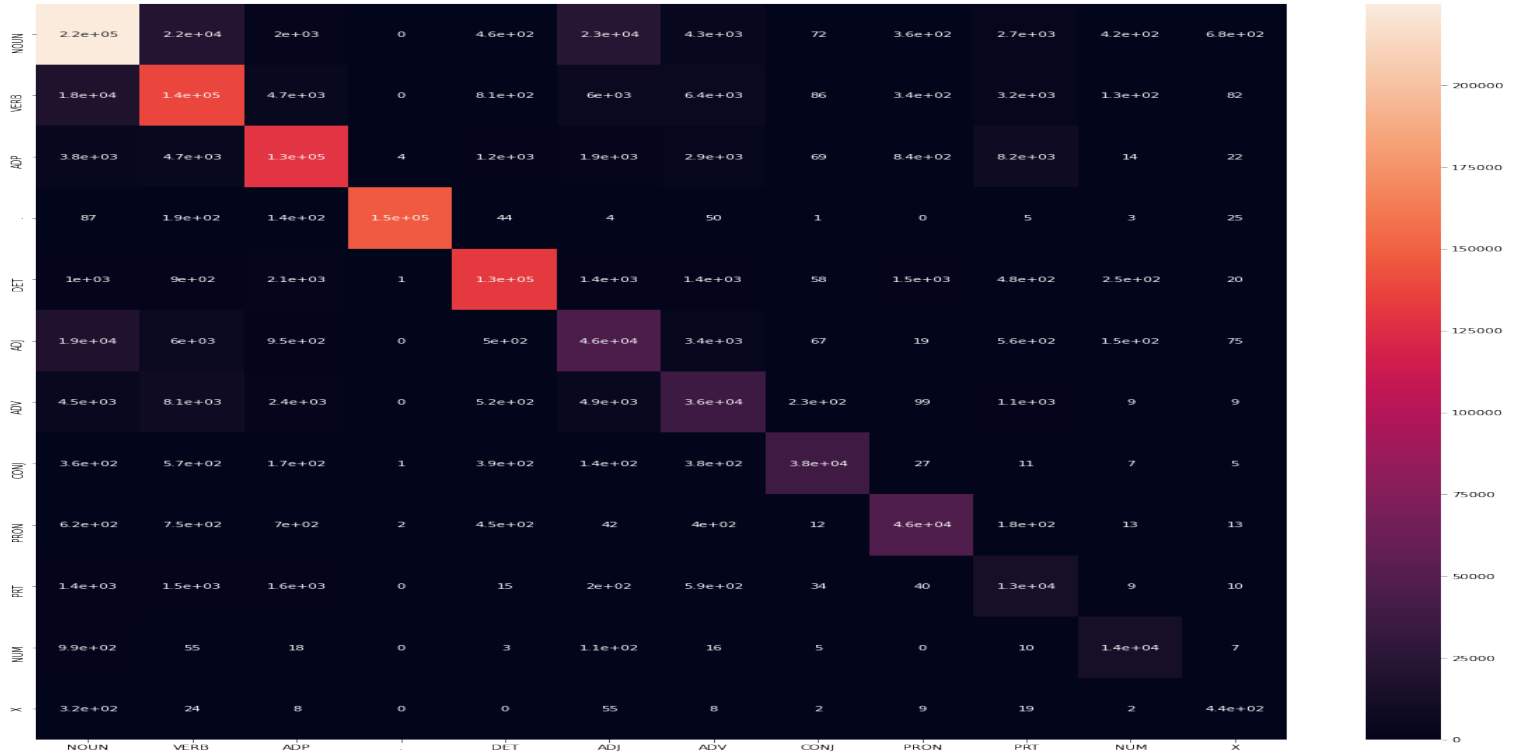 NOUN 2.2e+05 2.2e+04 2e+03 0 4.6e+02 2.3e+04 4.3e+03 72 3.6e+02 2.7e+03 4.2e+02 6.8e+02
VERB 1.8e+04 1.4e+05 4.7e+03 0 8.1e+02 6e+03 6.4e+03 86 3.4e+02 3.2e+03 1.3e+02 82
ADP 3.8e+03 4.7e+03 1.3e+05 4 1.2e+03 1.9e+03 2.9e+03 69 8.4e+02 8.2e+03 14 22
. 87 1.9e+02 1.4e+02 1.5e+05 44 4 50 1 0 5 3 25
DET 1e+03 9e+02 2.1e+03 1 1.3e+05 1.4e+03 1.4e+03 58 1.5e+03 4.8e+02 2.5e+02 20
ADJ 1.9e+04 6e+03 9.5e+02 0 5e+02 4.6e+04 3.4e+03 67 19 5.6e+02 1.5e+02 75
ADV 4.5e+03 8.1e+03 2.4e+03 0 5.2e+02 4.9e+03 3.6e+04 2.3e+02 99 1.1e+03 9 9
CONJ 3.6e+02 5.7e+02 1.7e+02 1 3.9e+02 1.4e+02 3.8e+02 3.8e+04 27 11 7 5
PRON 6.2e+02 7.5e+02 7e+02 2 4.5e+02 42 4e+02 12 4.6e+04 1.8e+02 13 13
PRT 1.4e+03 1.5e+03 1.6e+03 0 15 2e+02 5.9e+02 34 40 1.3e+04 9 10
NUM 9.9e+02 55 18 0 3 1.1e+02 16 5 0 10 1.4e+04 7
X 3.2e+02 24 8 0 0 55 8 2 9 19 2 4.4e+02
NOUN VERB ADP . DET ADJ ADV CONJ PRON PRT NUM X
200000
175000
150000
125000
100000
75000
50000
25000
0